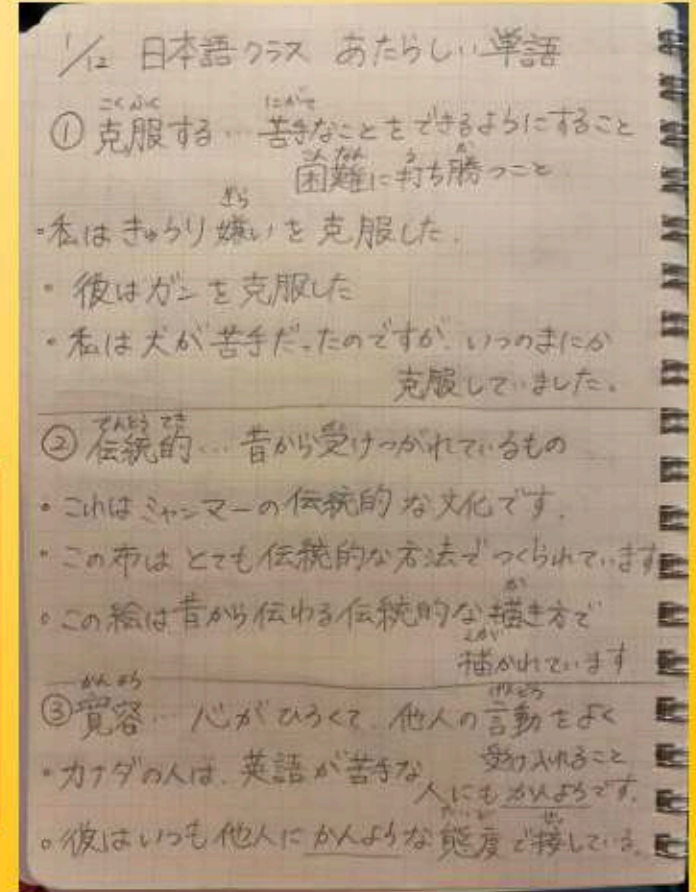 1/12 日本語クラス あたらしい単語
こくふく にがて
① 克服する… 苦手なことをできるようにすること
こんなん う か
困難に打ち勝つこと
ぎら
・私はきゅうり嫌いを克服した.
・彼はガンを克服した
・私は犬が苦手だったのですが、いつのまにか
克服していました。
でんとうてき
② 伝統的… 昔から受けつがれているもの
・これはミャンマーの伝統的な文化です.
・この布はとても伝統的な方法でつくられています
か
・この絵は昔から伝わる伝統的な描き方で
えが
描かれています
かんよう げんどう
③ 寛容… 心がひろくて、他人の言動をよく
受け入れること
・カナダの人は、英語が苦手な
人にもかんようです.
たいど せっ
・彼はいつも他人にかんような態度で接している。